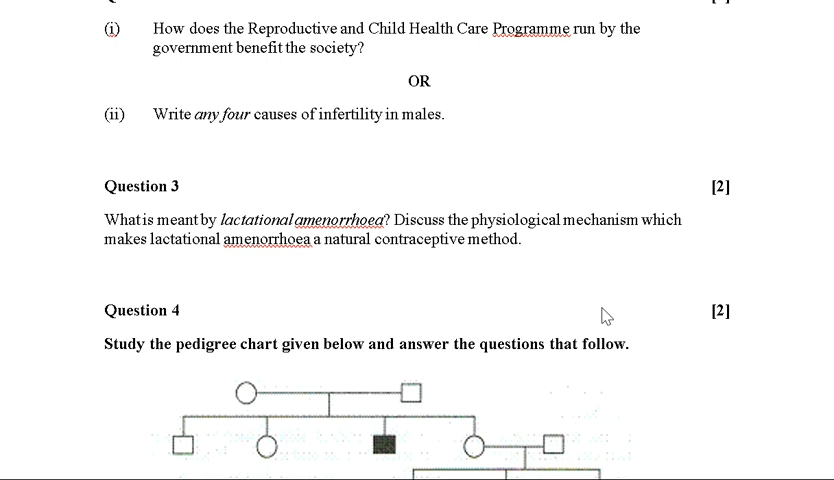 (i) How does the Reproductive and Child Health Care Programme run by the
government benefit the society?
OR
(ii) Write any four causes of infertility in males.
Question 3 [2]
What is meant by lactational amenorrhoea? Discuss the physiological mechanism which
makes lactational amenorrhoea a natural contraceptive method.
Question 4 [2]
Study the pedigree chart given below and answer the questions that follow.